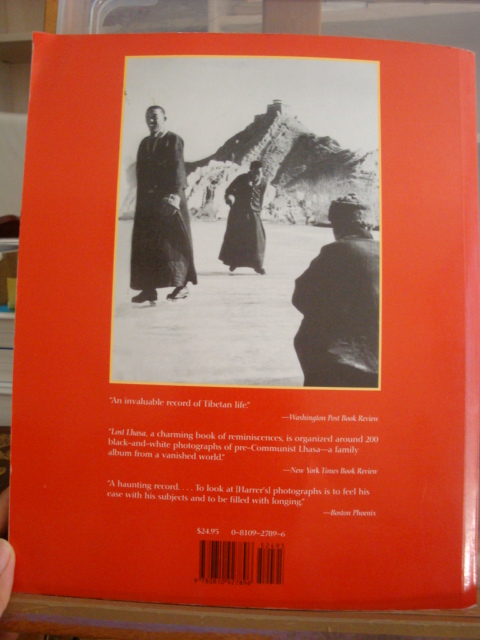 "An invaluable record of Tibetan life."
—Washington Post Book Review
"Lost Lhasa, a charming book of reminiscences, is organized around 200
black-and-white photographs of pre–Communist Lhasa—a family
album from a vanished world."
—New York Times Book Review
"A haunting record. . . . To look at [Harrer's] photographs is to feel his
ease with his subjects and to be filled with longing."
—Boston Phoenix
$24.95 0-8109-2789-6